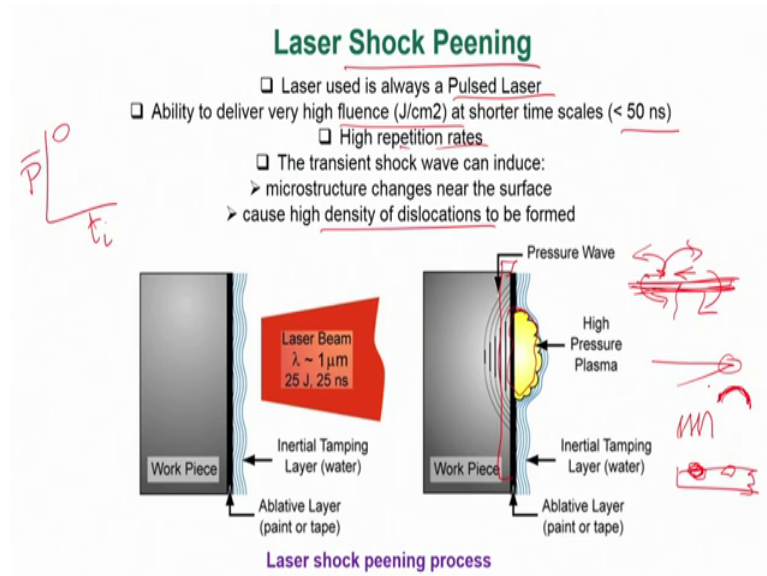 Laser Shock Peening
❑ Laser used is always a Pulsed Laser
❑ Ability to deliver very high fluence (J/cm2) at shorter time scales (< 50 ns)
❑ High repetition rates
❑ The transient shock wave can induce:
➤ microstructure changes near the surface
➤ cause high density of dislocations to be formed
P
ti
Pressure Wave
Laser Beam
λ ~ 1μm
25 J, 25 ns
High
Pressure
Plasma
Work Piece
Inertial Tamping
Layer (water)
Work Piece
Inertial Tamping
Layer (water)
Ablative Layer
(paint or tape)
Ablative Layer
(paint or tape)
Laser shock peening process